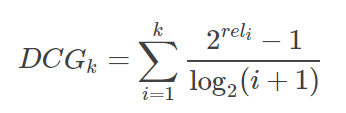 DCG_k = \sum_{i=1}^{k} \frac{2^{rel_i} - 1}{\log_2(i + 1)}